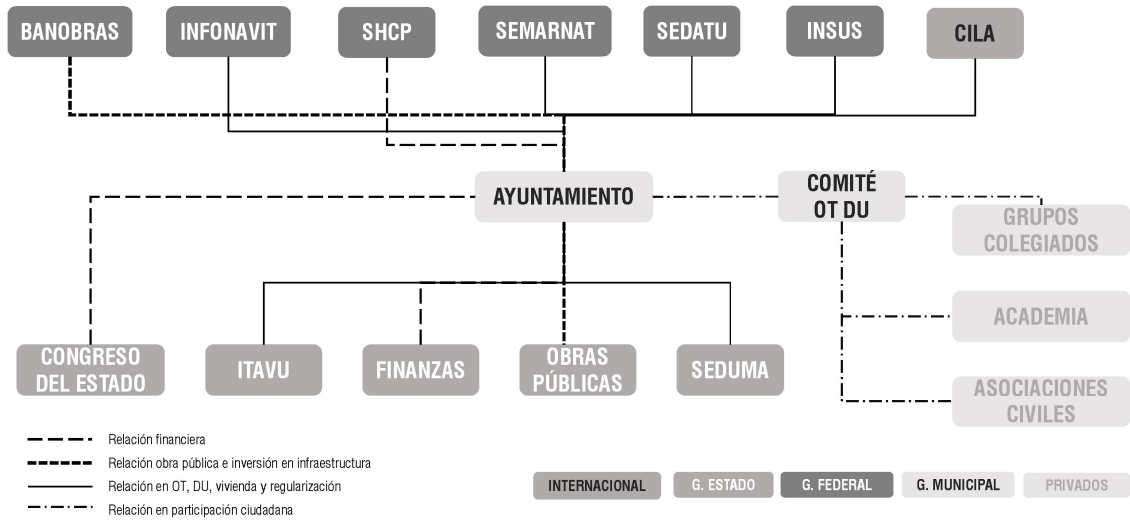 BANOBRAS
INFONAVIT
SHCP
SEMARNAT
SEDATU
INSUS
CILA
AYUNTAMIENTO
COMITÉ
OT DU
GRUPOS
COLEGIADOS
ACADEMIA
ASOCIACIONES
CIVILES
CONGRESO
DEL ESTADO
ITAVU
FINANZAS
OBRAS
PÚBLICAS
SEDUMA
Relación financiera
Relación obra pública e inversión en infraestructura
Relación en OT, DU, vivienda y regularización
Relación en participación ciudadana
INTERNACIONAL
G. ESTADO
G. FEDERAL
G. MUNICIPAL
PRIVADOS